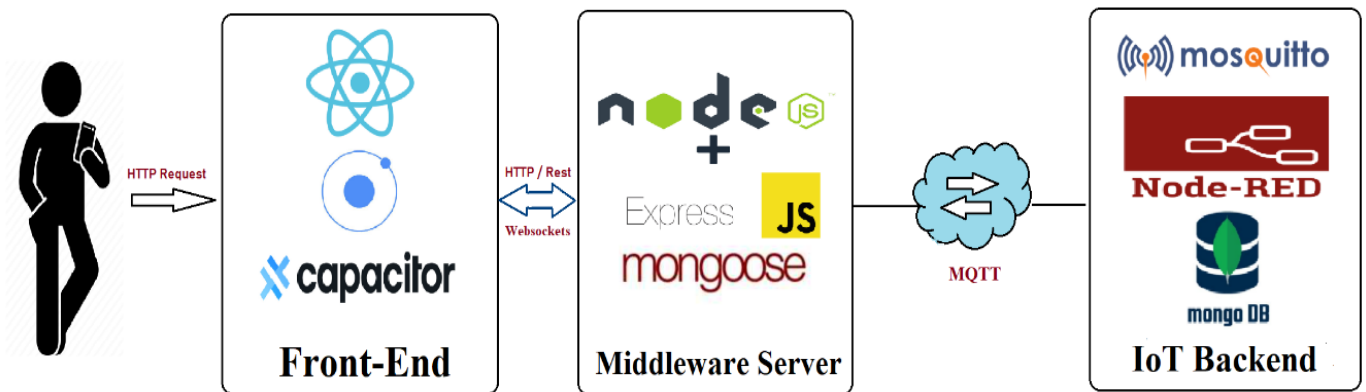 HTTP Request
capacitor
Front-End
HTTP / Rest
Websockets
node JS
+
Express JS
mongoose
Middleware Server
MQTT
mosquitto
Node-RED
mongo DB
IoT Backend